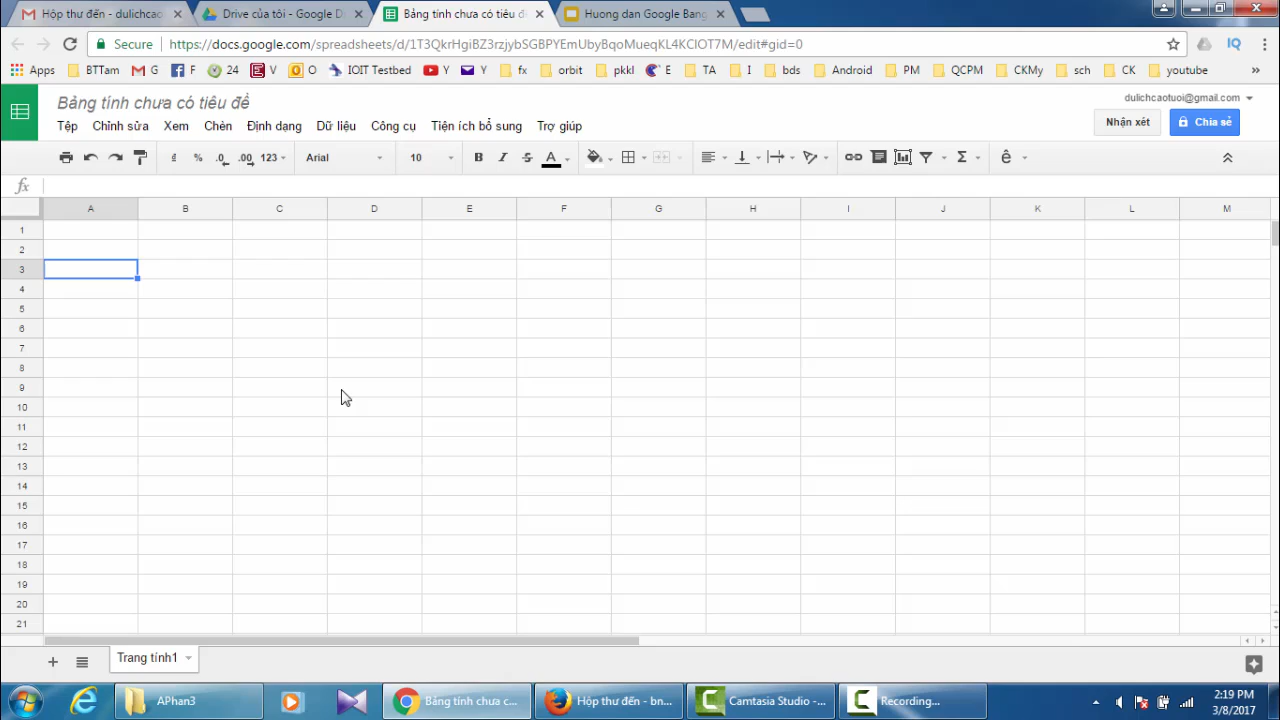 Hộp thư đến - dulichcao
Drive của tôi - Google D
Bảng tính chưa có tiêu đ
Huong dan Google Bang
Secure
https://docs.google.com/spreadsheets/d/1T3QkrHgiBZ3rzjybSGBPYEmUbyBqoMueqKL4KCIOT7M/edit#gid=0
Apps BTTam G F 24 V O IOIT Testbed Y Y fx orbit pkkl E TA I bds Android PM QCPM CKMy sch CK youtube »
Bảng tính chưa có tiêu đề
dulichcaotuoi@gmail.com
Tệp Chỉnh sửa Xem Chèn Định dạng Dữ liệu Công cụ Tiện ích bổ sung Trợ giúp
Nhận xét Chia sẻ
₫ % .0 .00 123 Arial 10 B I S A Σ ê
fx
A B C D E F G H I J K L M
1
2
3
4
5
6
7
8
9
10
11
12
13
14
15
16
17
18
19
20
21
Trang tính1
APhan3 Bảng tính chưa c... Hộp thư đến - bn... Camtasia Studio -... Recording...
2:19 PM
3/8/2017